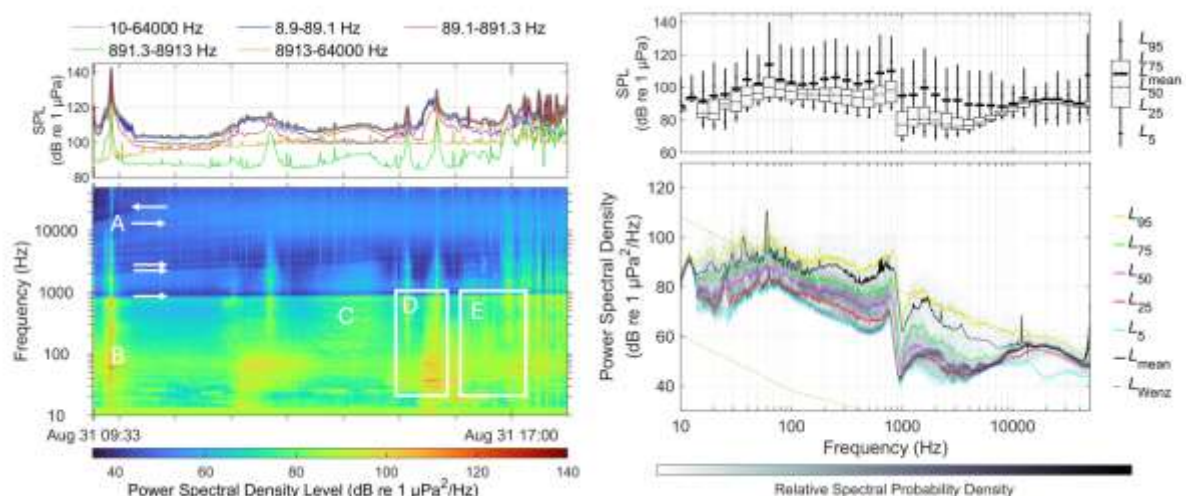 10-64000 Hz 8.9-89.1 Hz 89.1-891.3 Hz
891.3-8913 Hz 8913-64000 Hz
SPL
(dB re 1 µPa)
140
120
100
80
Frequency (Hz)
10000
1000
100
10
A
B
C
D
E
Aug 31 09:33 Aug 31 17:00
40 60 80 100 120 140
Power Spectral Density Level (dB re 1 µPa²/Hz)
SPL
(dB re 1 µPa)
120
100
80
60
L95
L75
Lmean
L50
L25
L5
Power Spectral Density
(dB re 1 µPa²/Hz)
120
100
80
60
40
10 100 1000 10000
Frequency (Hz)
L95
L75
L50
L25
L5
Lmean
LWenz
Relative Spectral Probability Density